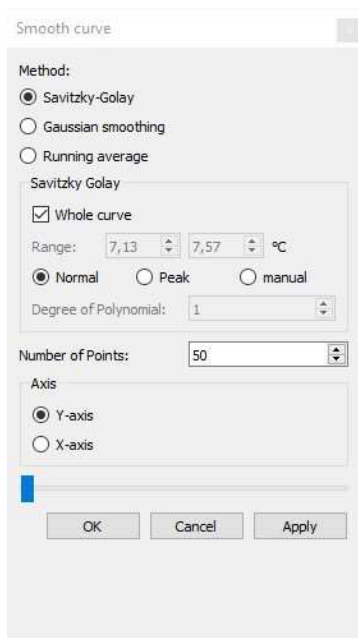 Smooth curve
Method:
Savitzky-Golay
Gaussian smoothing
Running average
Savitzky Golay
Whole curve
Range: 7,13 7,57 ºC
Normal Peak manual
Degree of Polynomial: 1
Number of Points: 50
Axis
Y-axis
X-axis
OK Cancel Apply